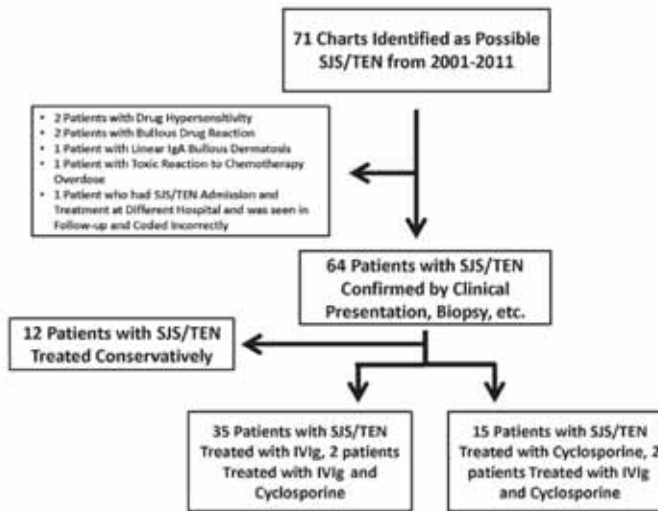 71 Charts Identified as Possible
SJS/TEN from 2001-2011
• 2 Patients with Drug Hypersensitivity
• 2 Patients with Bullous Drug Reaction
• 1 Patient with Linear IgA Bullous Dermatosis
• 1 Patient with Toxic Reaction to Chemotherapy
Overdose
• 1 Patient who had SJS/TEN Admission and
Treatment at Different Hospital and was seen in
Follow-up and Coded Incorrectly
64 Patients with SJS/TEN
Confirmed by Clinical
Presentation, Biopsy, etc.
12 Patients with SJS/TEN
Treated Conservatively
35 Patients with SJS/TEN
Treated with IVIg, 2 patients
Treated with IVIg and
Cyclosporine
15 Patients with SJS/TEN
Treated with Cyclosporine, 2
patients Treated with IVIg
and Cyclosporine